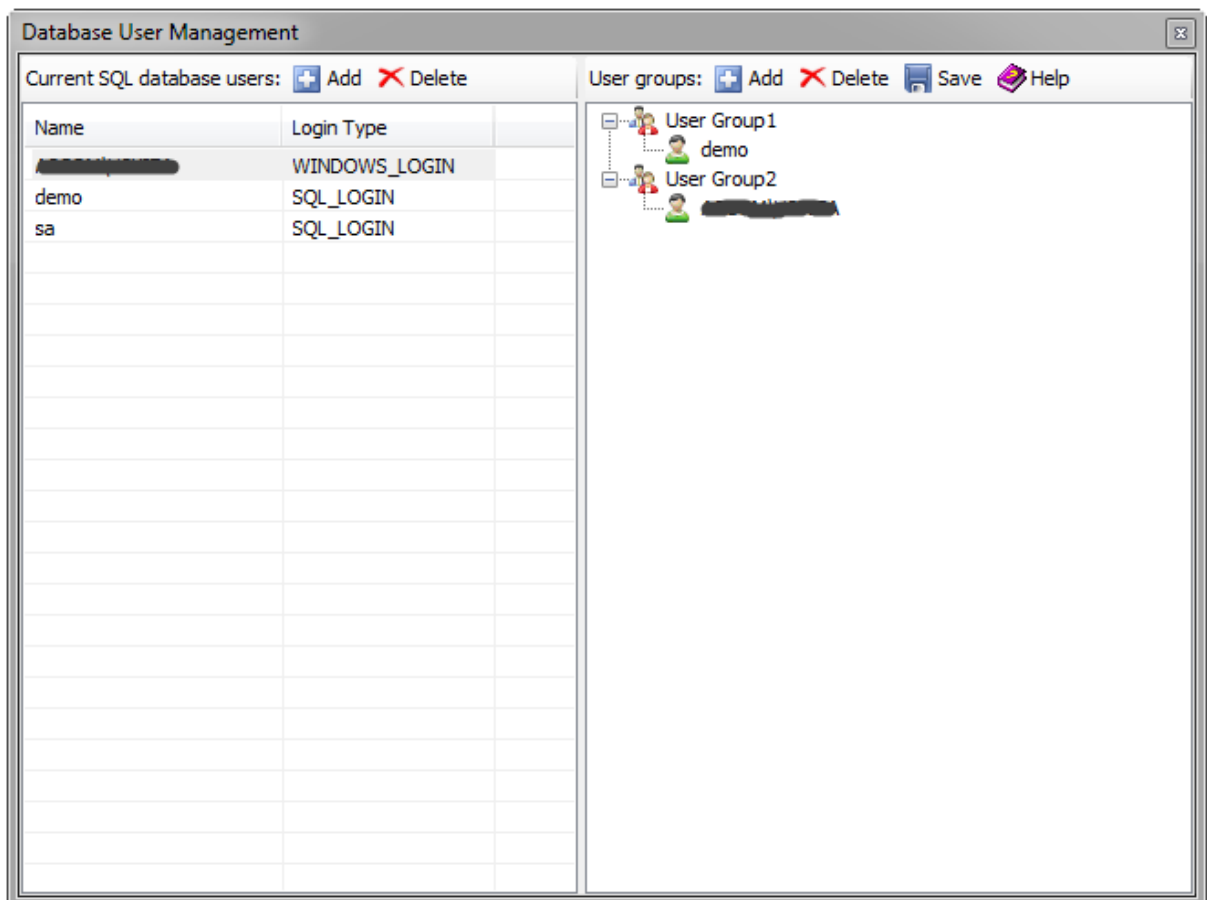 Database User Management
Current SQL database users: Add Delete
Name Login Type
WINDOWS_LOGIN
demo SQL_LOGIN
sa SQL_LOGIN
User groups: Add Delete Save Help
User Group1
demo
User Group2